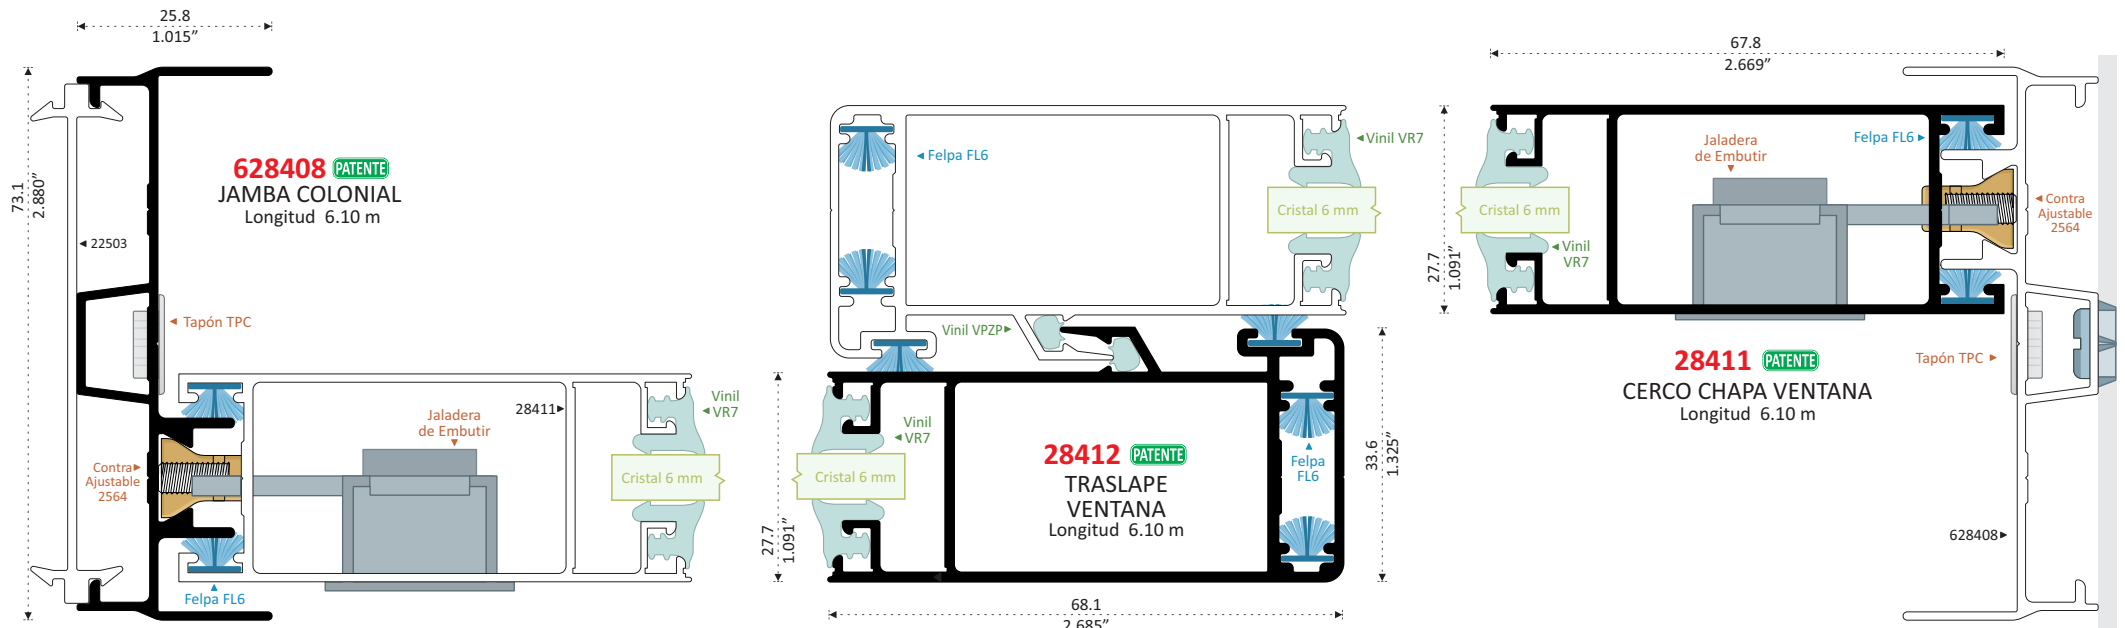 25.8
1.015”
73.1
2.880”
628408 PATENTE
JAMBA COLONIAL
Longitud 6.10 m
22503
Tapón TPC
28411
Jaladera
de Embutir
Vinil
VR7
Contra
Ajustable
2564
Cristal 6 mm
Felpa FL6
Felpa FL6
Vinil VR7
Cristal 6 mm
Vinil VPZP
Vinil
VR7
Cristal 6 mm
28412 PATENTE
TRASLAPE
VENTANA
Longitud 6.10 m
Felpa
FL6
33.6
1.325”
27.7
1.091”
68.1
2.685”
67.8
2.669”
Jaladera
de Embutir
Felpa FL6
Cristal 6 mm
Vinil
VR7
Contra
Ajustable
2564
27.7
1.091”
28411 PATENTE
CERCO CHAPA VENTANA
Longitud 6.10 m
Tapón TPC
628408